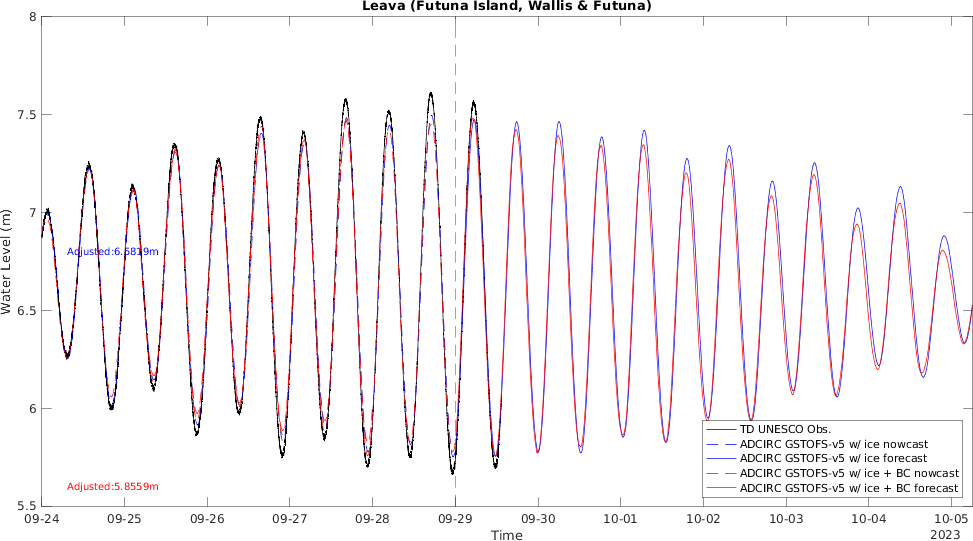 Leava (Futuna Island, Wallis & Futuna)
8
7.5
7
6.5
6
5.5
Water Level (m)
Adjusted:6.6819m
Adjusted:5.8559m
TD UNESCO Obs.
ADCIRC GSTOFS-v5 w/ ice nowcast
ADCIRC GSTOFS-v5 w/ ice forecast
ADCIRC GSTOFS-v5 w/ ice + BC nowcast
ADCIRC GSTOFS-v5 w/ ice + BC forecast
09-24 09-25 09-26 09-27 09-28 09-29 09-30 10-01 10-02 10-03 10-04 10-05
Time
2023